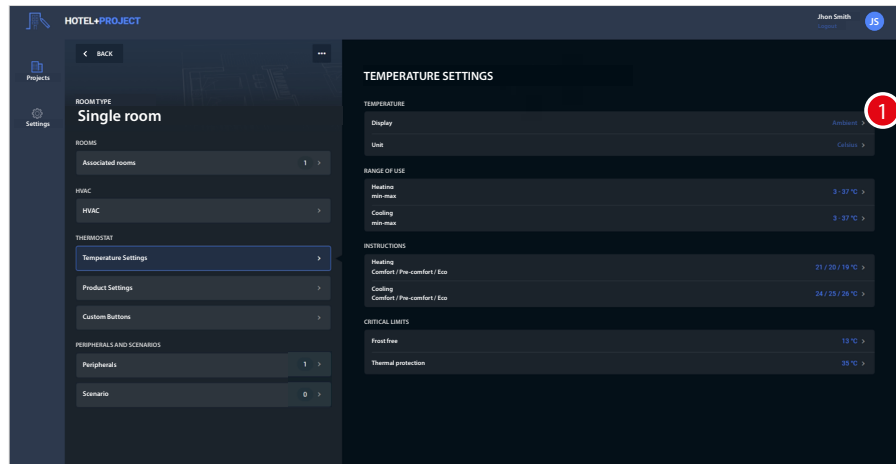 HOTEL+PROJECT
Jhon Smith
Logout
JS
BACK
Projects
Settings
ROOM TYPE
Single room
ROOMS
Associated rooms 1
HVAC
HVAC
THERMOSTAT
Temperature Settings
Product Settings
Custom Buttons
PERIPHERALS AND SCENARIOS
Peripherals 1
Scenario 0
TEMPERATURE SETTINGS
TEMPERATURE
1
Display Ambient
Unit Celsius
RANGE OF USE
Heating
min-max
3 - 37 °C
Cooling
min-max
3 - 37 °C
INSTRUCTIONS
Heating
Comfort / Pre-comfort / Eco
21 / 20 / 19 °C
Cooling
Comfort / Pre-comfort / Eco
24 / 25 / 26 °C
CRITICAL LIMITS
Frost free 13 °C
Thermal protection 35 °C